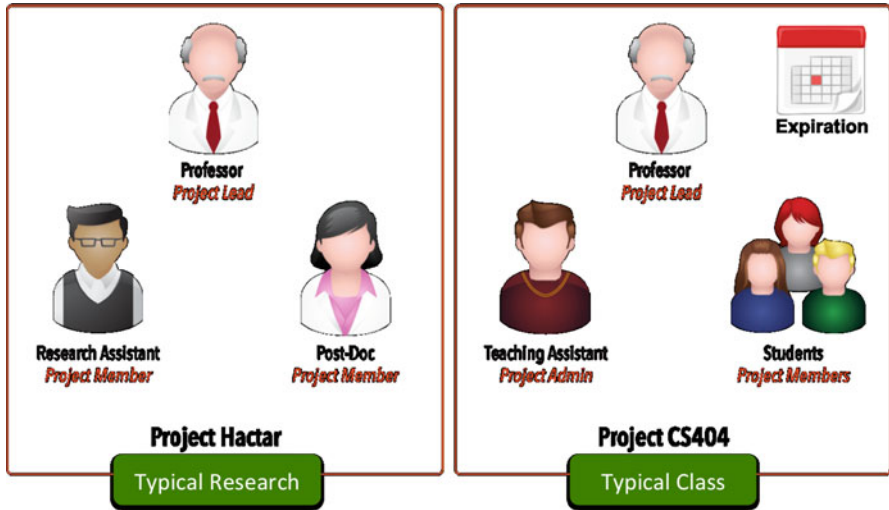 Professor
Project Lead
Research Assistant
Project Member
Post-Doc
Project Member
Project Hactar
Typical Research
Expiration
Professor
Project Lead
Teaching Assistant
Project Admin
Students
Project Members
Project CS404
Typical Class